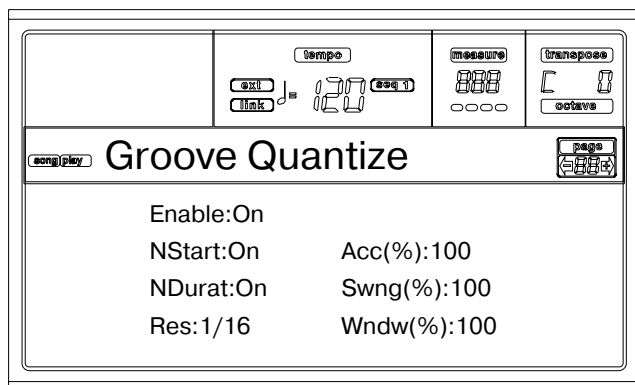 tempo
measure
transpose
ext
link
♩= 120
seq 1
888
C 0
octave
song play
Groove Quantize
page
88
Enable:On
NStart:On Acc(%):100
NDurat:On Swng(%):100
Res:1/16 Wndw(%):100